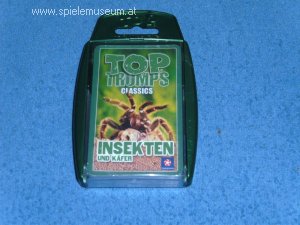 www.spielemuseum.at
TOP
TRUMPS
CLASSICS
INSEKTEN
UND KÄFER